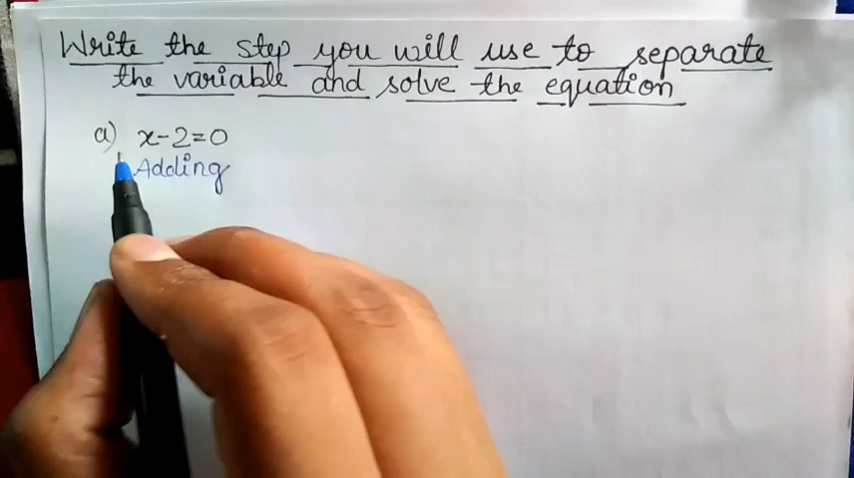 Write the step you will use to separate
the variable and solve the equation
a) x-2=0
Adding